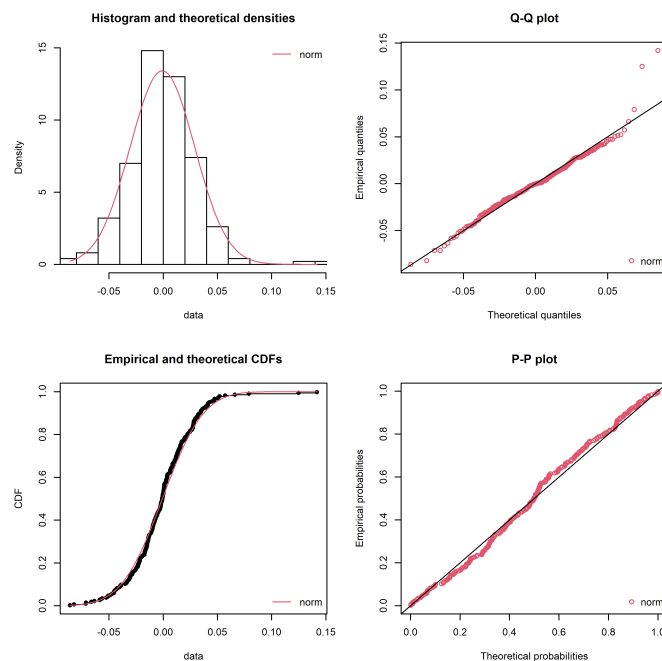 Histogram and theoretical densities
norm
15
10
5
0
Density
-0.05
0.00
0.05
0.10
0.15
data
Q-Q plot
0.15
0.10
0.05
0.00
-0.05
Empirical quantiles
norm
-0.05
0.00
0.05
Theoretical quantiles
Empirical and theoretical CDFs
1.0
0.8
0.6
0.4
0.2
0.0
CDF
norm
-0.05
0.00
0.05
0.10
0.15
data
P-P plot
1.0
0.8
0.6
0.4
0.2
0.0
Empirical probabilities
norm
0.0
0.2
0.4
0.6
0.8
1.0
Theoretical probabilities